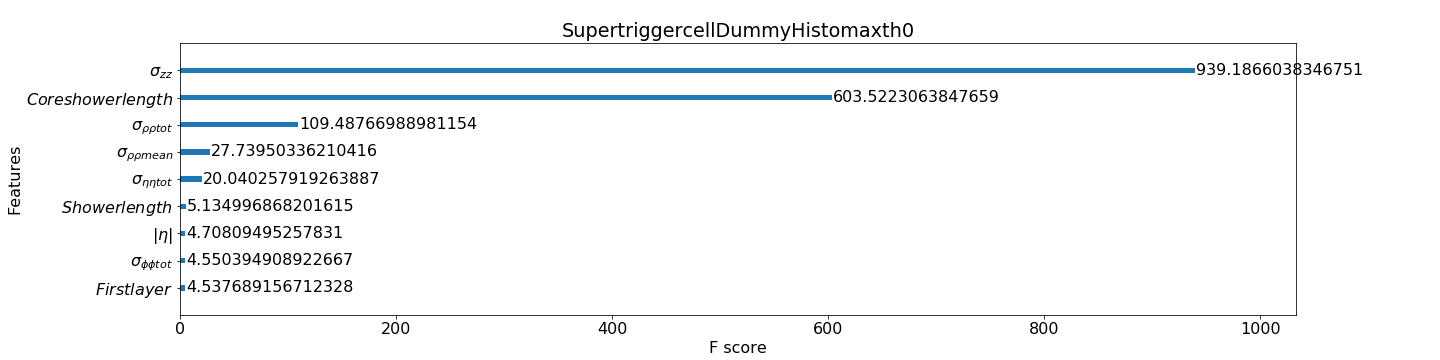 SupertriggercellDummyHistomaxth0
σzz 939.1866038346751
Coreshowerlength 603.5223063847659
σρρtot 109.48766988981154
σρρmean 27.73950336210416
σηηtot 20.040257919263887
Showerlength 5.134996868201615
|η| 4.70809495257831
σϕϕtot 4.550394908922667
Firstlayer 4.537689156712328
Features
0 200 400 600 800 1000
F score